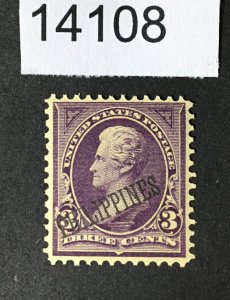 14108
UNITED STATES POSTAGE
PHILIPPINES
3 3
THREE CENTS